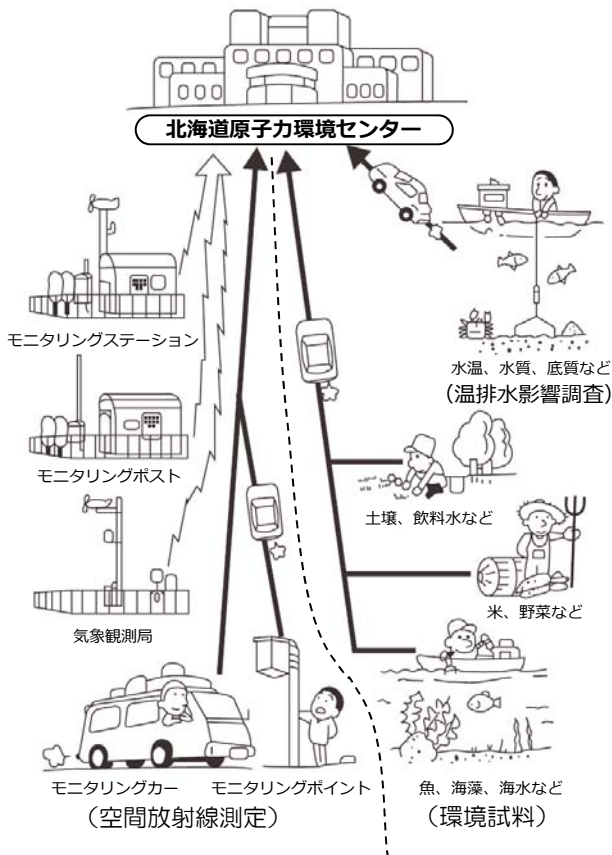 北海道原子力環境センター
モニタリングステーション
水温、水質、底質など
(温排水影響調査)
モニタリングポスト
土壌、飲料水など
気象観測局
米、野菜など
モニタリングカー
モニタリングポイント
(空間放射線測定)
魚、海藻、海水など
(環境試料)